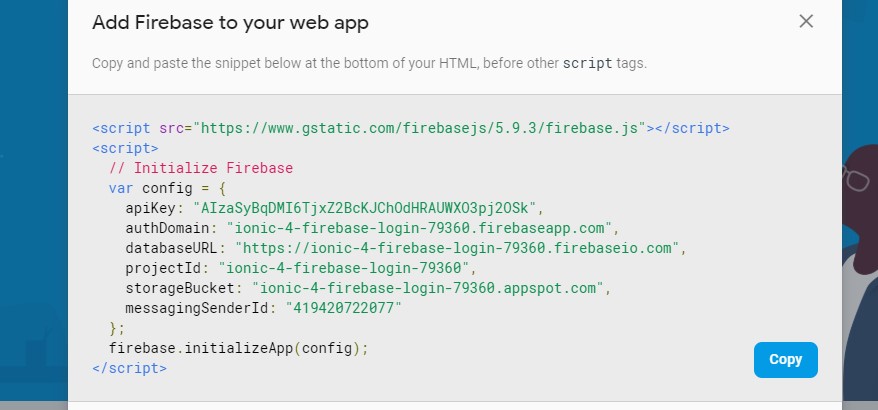 Add Firebase to your web app
Copy and paste the snippet below at the bottom of your HTML, before other script tags.
<script src="https://www.gstatic.com/firebasejs/5.9.3/firebase.js"></script>
<script>
// Initialize Firebase
var config = {
apiKey: "AIzaSyBqDMI6TjxZ2BcKJChOdHRAUWXO3pj2OSk",
authDomain: "ionic-4-firebase-login-79360.firebaseapp.com",
databaseURL: "https://ionic-4-firebase-login-79360.firebaseio.com",
projectId: "ionic-4-firebase-login-79360",
storageBucket: "ionic-4-firebase-login-79360.appspot.com",
messagingSenderId: "419420722077"
};
firebase.initializeApp(config);
</script>
Copy